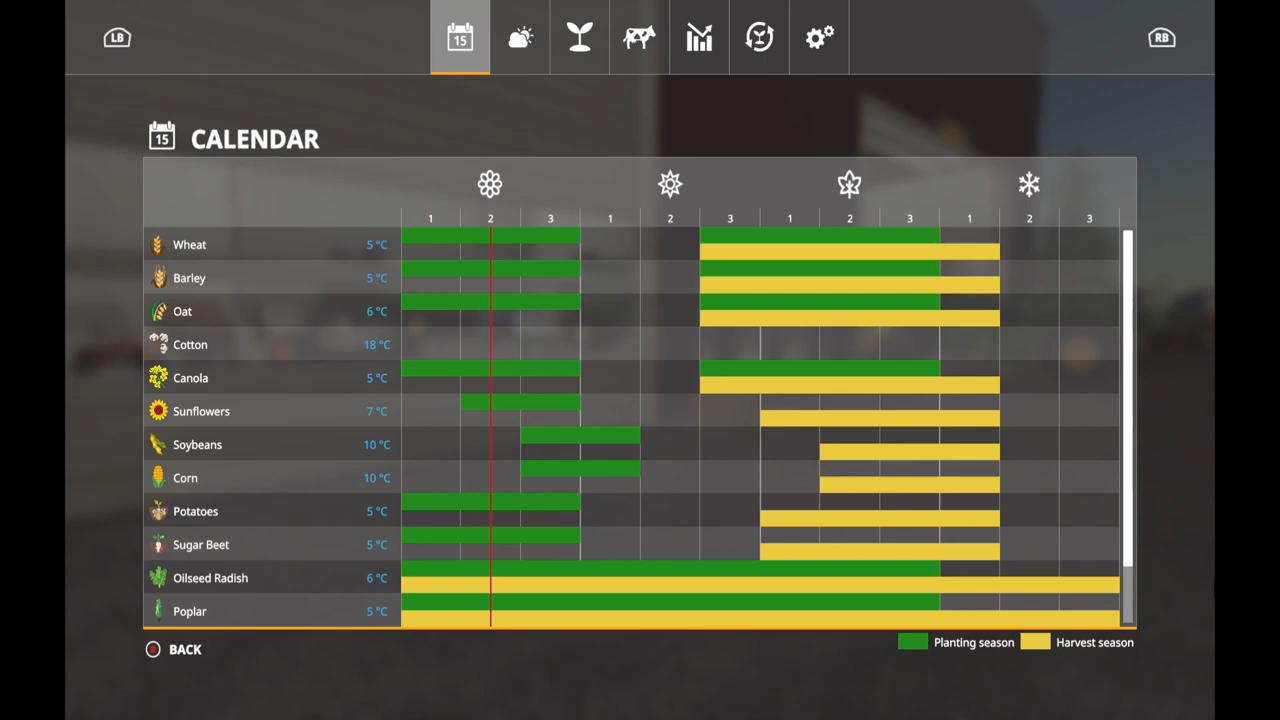 LB 15 RB
15 CALENDAR
1 2 3 1 2 3 1 2 3 1 2 3
Wheat 5 °C
Barley 5 °C
Oat 6 °C
Cotton 18 °C
Canola 5 °C
Sunflowers 7 °C
Soybeans 10 °C
Corn 10 °C
Potatoes 5 °C
Sugar Beet 5 °C
Oilseed Radish 6 °C
Poplar 5 °C
BACK Planting season Harvest season